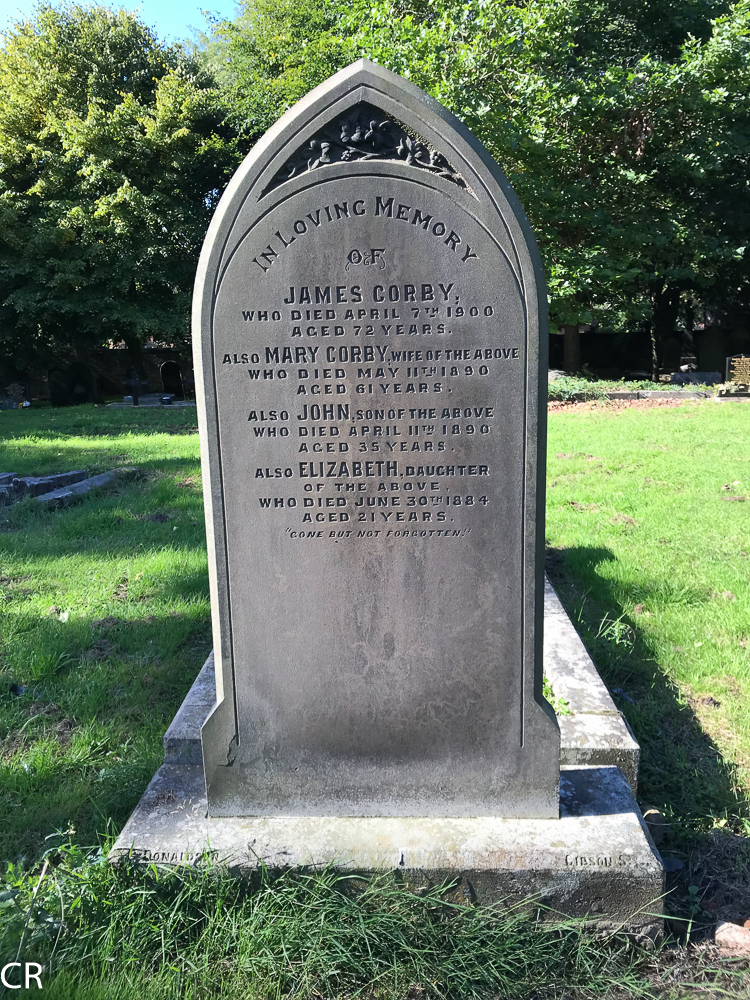 IN LOVING MEMORY
OF
JAMES CORBY,
WHO DIED APRIL 7TH 1900
AGED 72 YEARS.
ALSO MARY CORBY, WIFE OF THE ABOVE
WHO DIED MAY 11TH 1890
AGED 61 YEARS.
ALSO JOHN, SON OF THE ABOVE
WHO DIED APRIL 11TH 1890
AGED 35 YEARS.
ALSO ELIZABETH, DAUGHTER
OF THE ABOVE.
WHO DIED JUNE 30TH 1884
AGED 21 YEARS.
"GONE BUT NOT FORGOTTEN."
GIBSON S.
CR